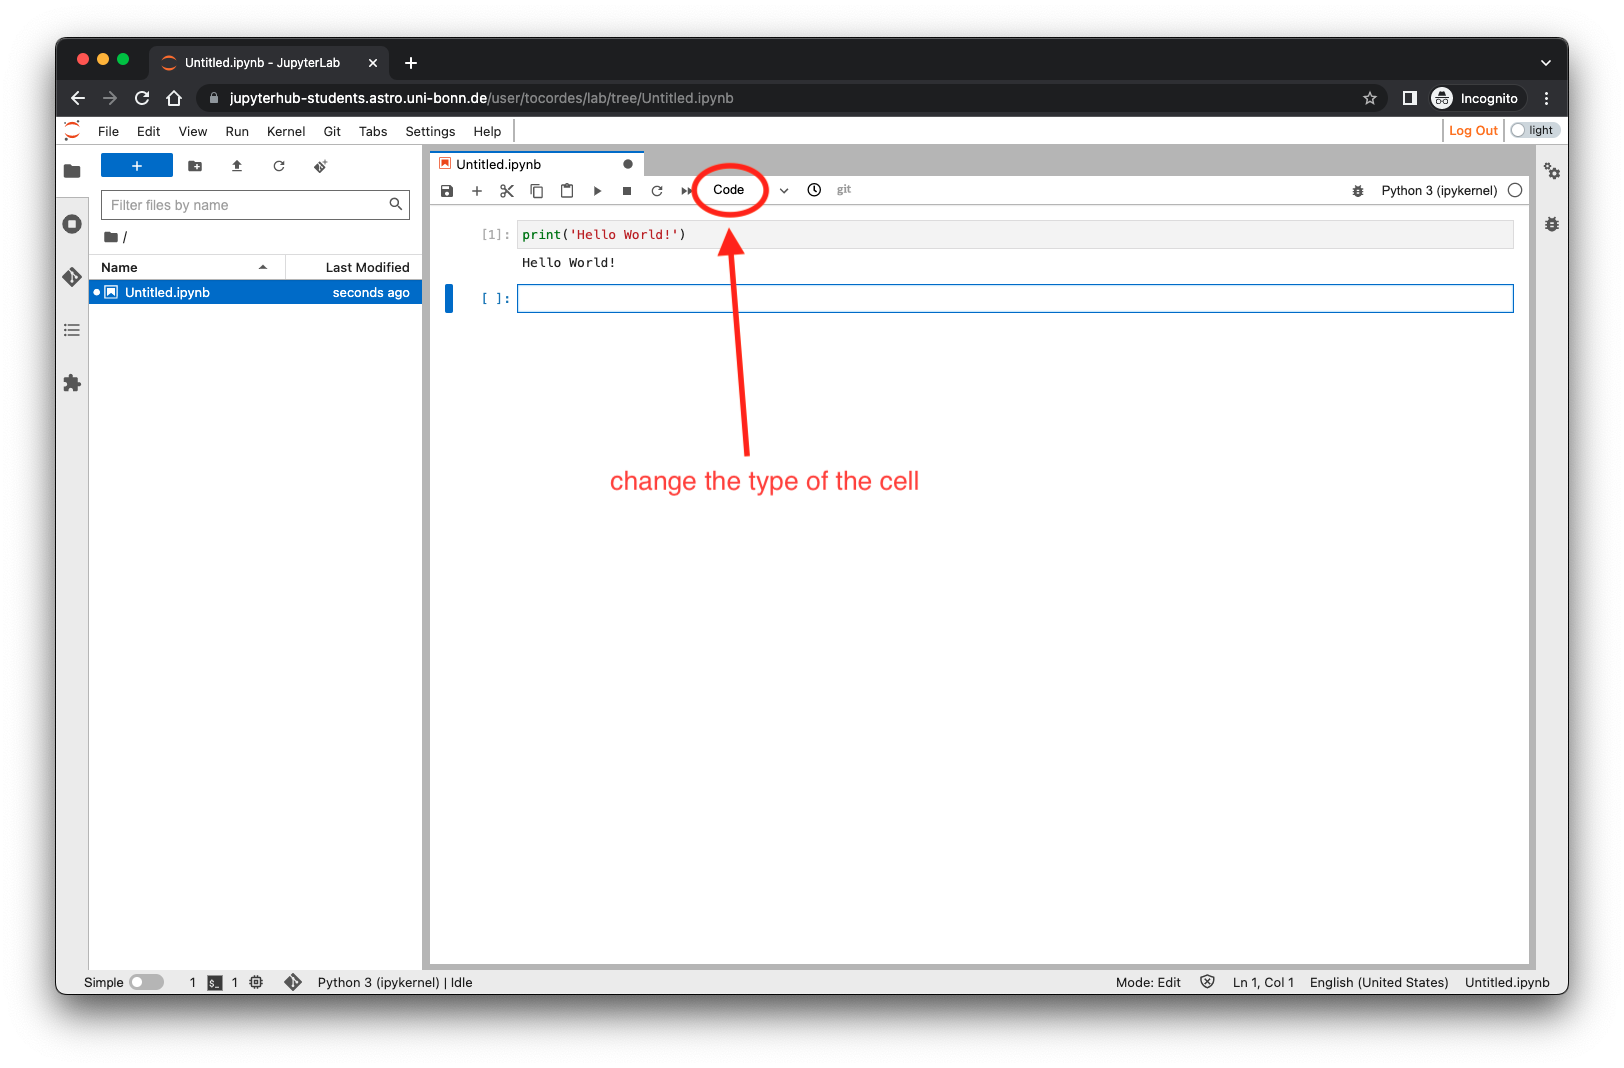 Untitled.ipynb - JupyterLab
jupyterhub-students.astro.uni-bonn.de/user/tocordes/lab/tree/Untitled.ipynb
Incognito
File Edit View Run Kernel Git Tabs Settings Help
Log Out
light
Untitled.ipynb
Code
git
Python 3 (ipykernel)
Filter files by name
/
Name
Last Modified
Untitled.ipynb
seconds ago
[1]: print('Hello World!')
Hello World!
[ ]:
change the type of the cell
Simple
1
$_
1
Python 3 (ipykernel) | Idle
Mode: Edit
Ln 1, Col 1
English (United States)
Untitled.ipynb